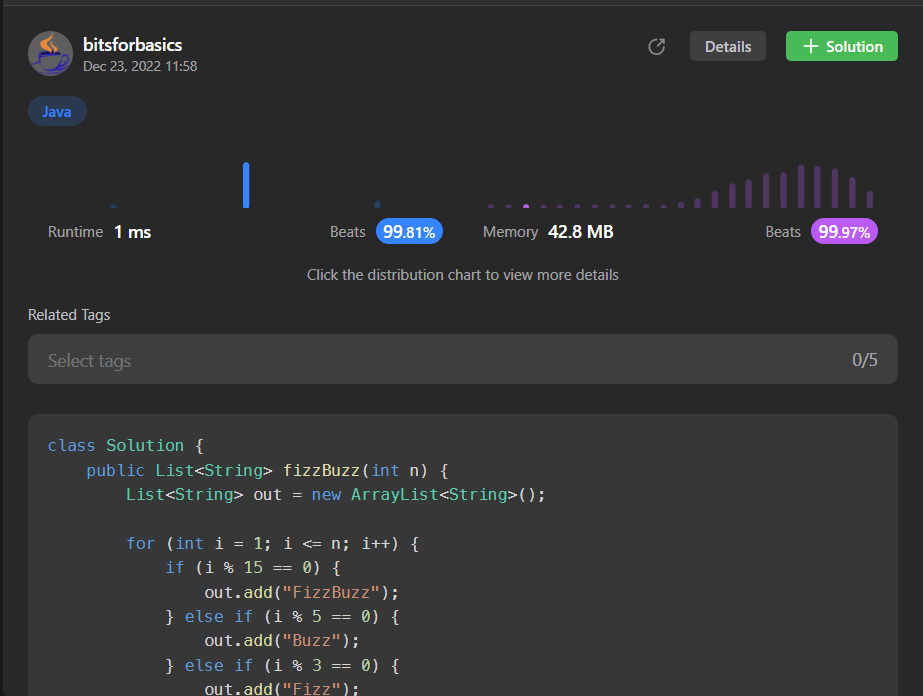 bitsforbasics
Dec 23, 2022 11:58
Details
+ Solution
Java
Runtime 1 ms Beats 99.81% Memory 42.8 MB Beats 99.97%
Click the distribution chart to view more details
Related Tags
Select tags 0/5
class Solution {
    public List<String> fizzBuzz(int n) {
        List<String> out = new ArrayList<String>();

        for (int i = 1; i <= n; i++) {
            if (i % 15 == 0) {
                out.add("FizzBuzz");
            } else if (i % 5 == 0) {
                out.add("Buzz");
            } else if (i % 3 == 0) {
                out.add("Fizz");